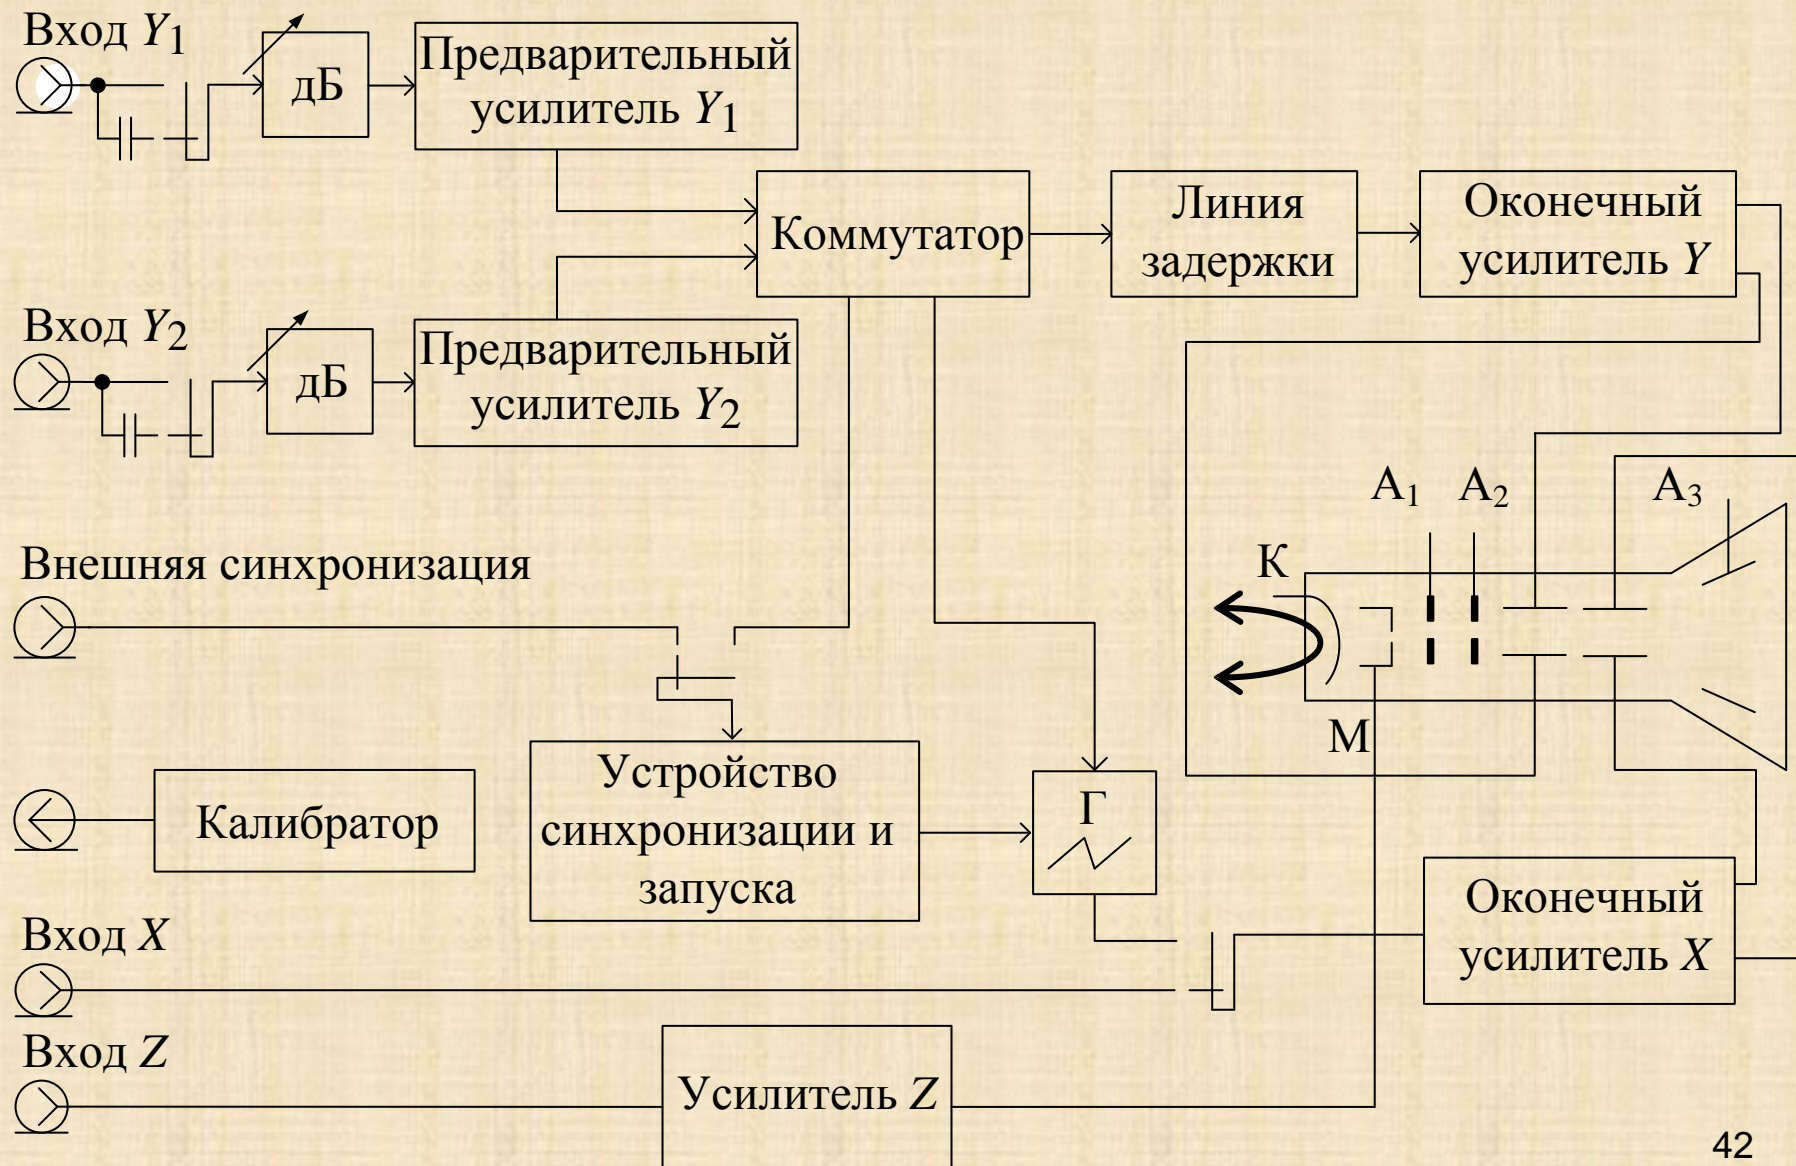 Вход Y1
дБ
Предварительный
усилитель Y1
Коммутатор
Линия
задержки
Оконечный
усилитель Y
Вход Y2
дБ
Предварительный
усилитель Y2
A1 A2 A3
К
М
Внешняя синхронизация
Устройство
синхронизации и
запуска
Г
Калибратор
Оконечный
усилитель X
Вход X
Вход Z
Усилитель Z
42